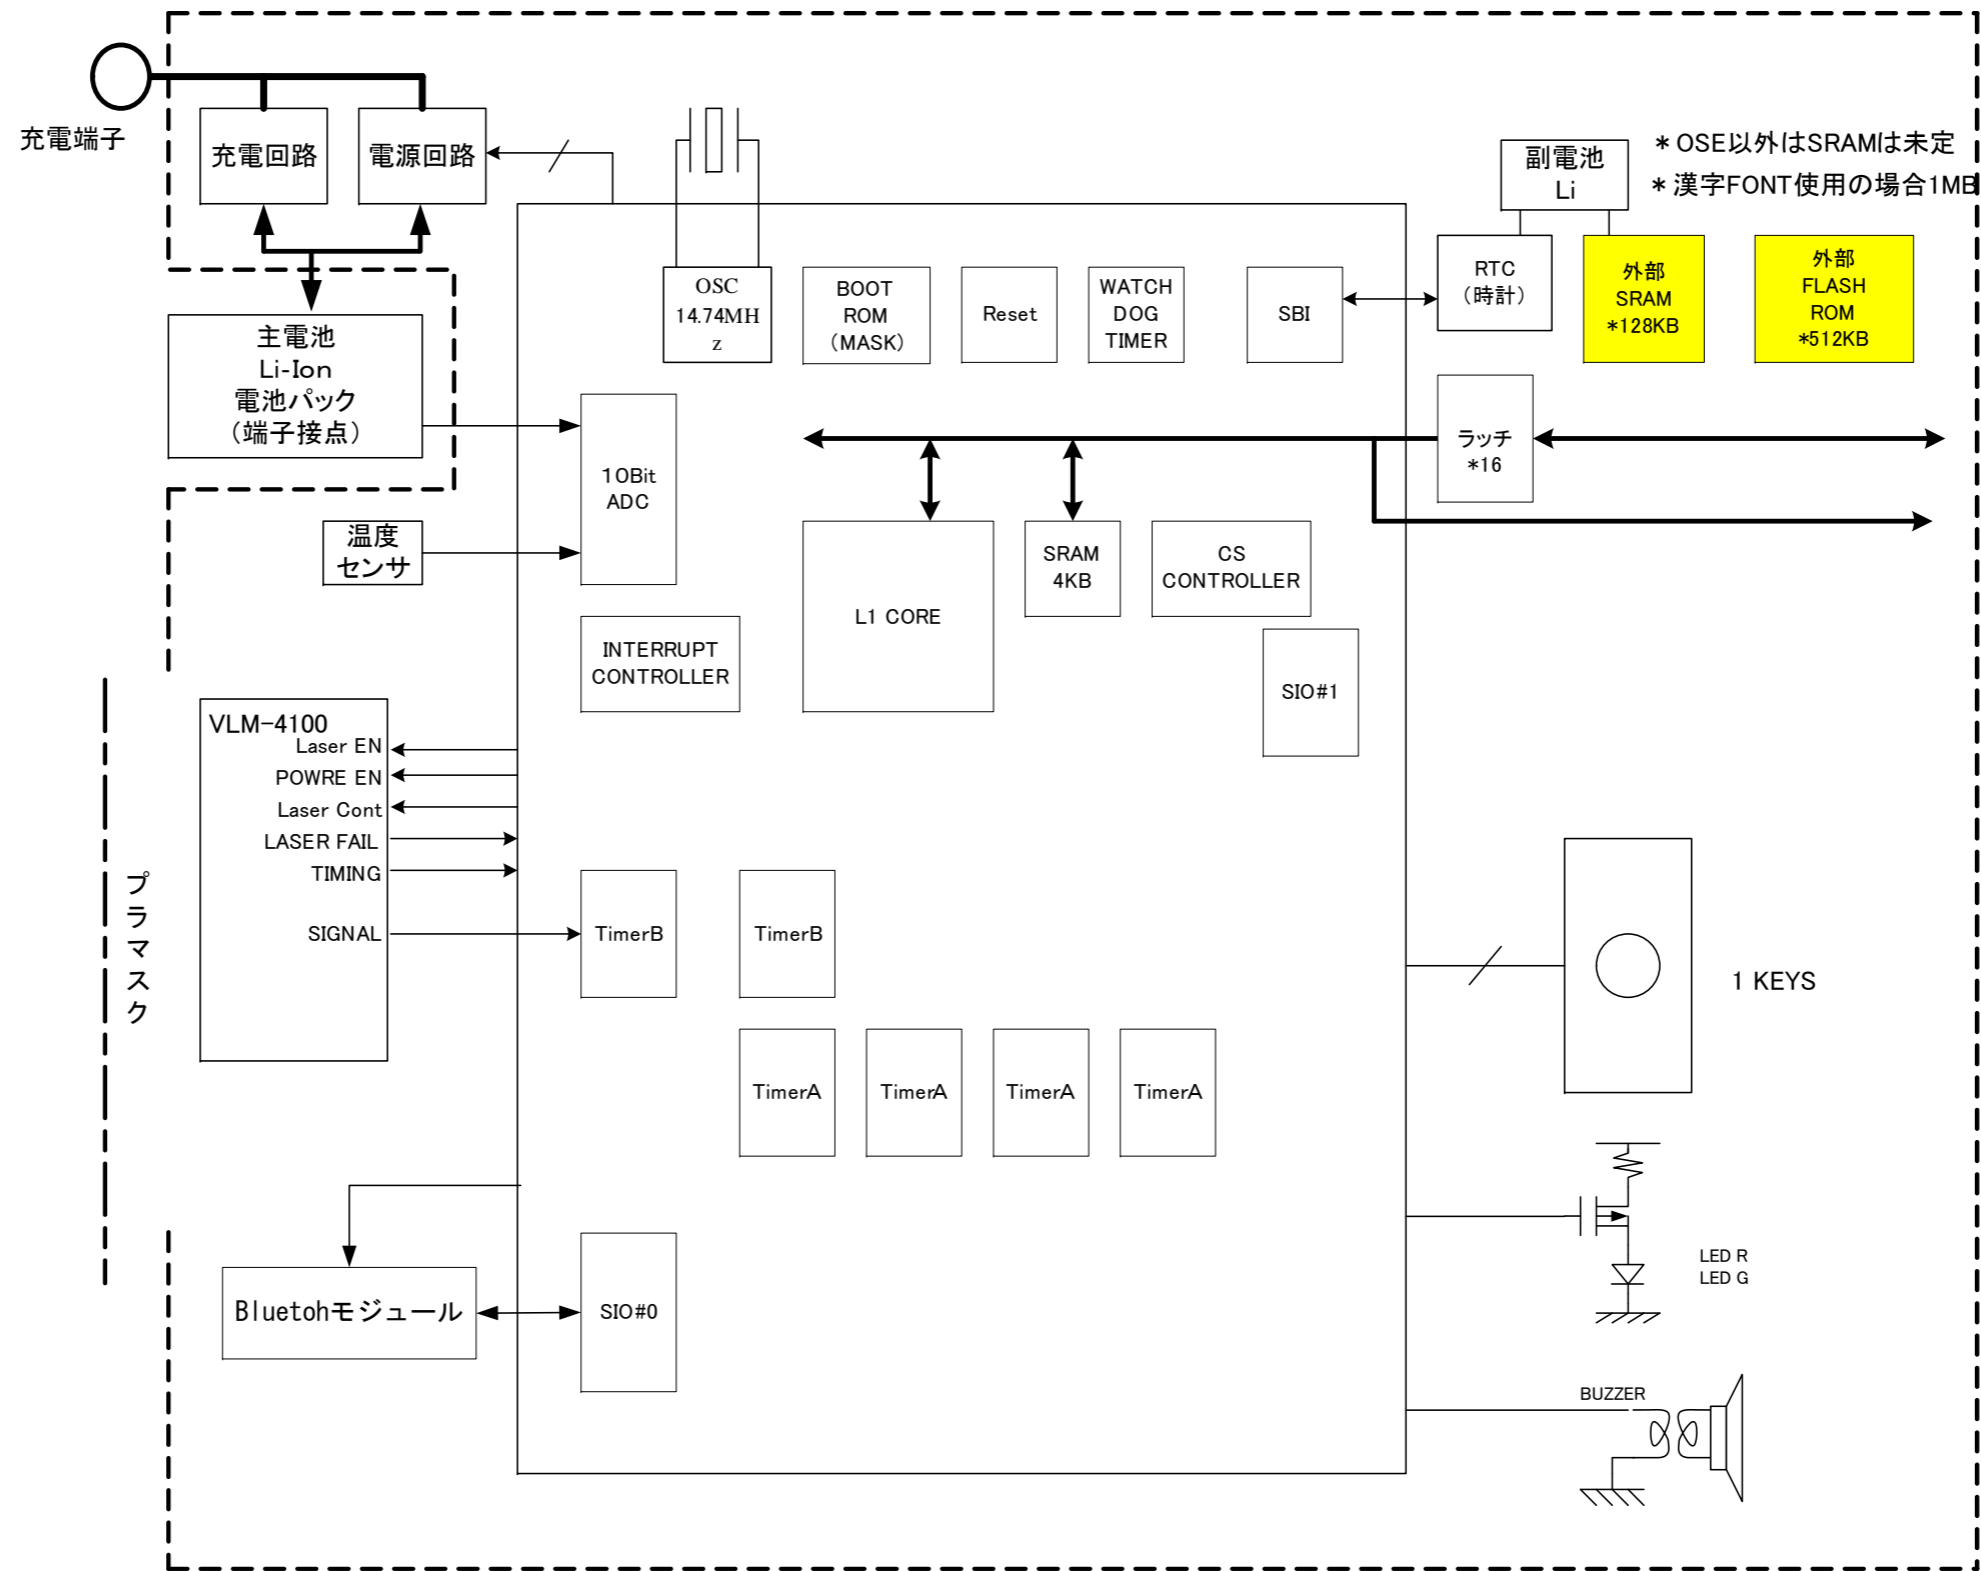 充電端子
充電回路
電源回路
副電池
Li
＊OSE以外はSRAMは未定
＊漢字FONT使用の場合1MB
主電池
Li-Ion
電池パック
（端子接点）
OSC
14.74MH
z
BOOT
ROM
（MASK）
Reset
WATCH
DOG
TIMER
SBI
RTC
（時計）
外部
SRAM
*128KB
外部
FLASH
ROM
*512KB
10Bit
ADC
ラッチ
*16
温度
センサ
L1 CORE
SRAM
4KB
CS
CONTROLLER
INTERRUPT
CONTROLLER
SIO#1
VLM-4100
Laser EN
POWRE EN
Laser Cont
LASER FAIL
TIMING
SIGNAL
プラマスク
TimerB
TimerB
1 KEYS
TimerA
TimerA
TimerA
TimerA
Bluetohモジュール
SIO#0
LED R
LED G
BUZZER